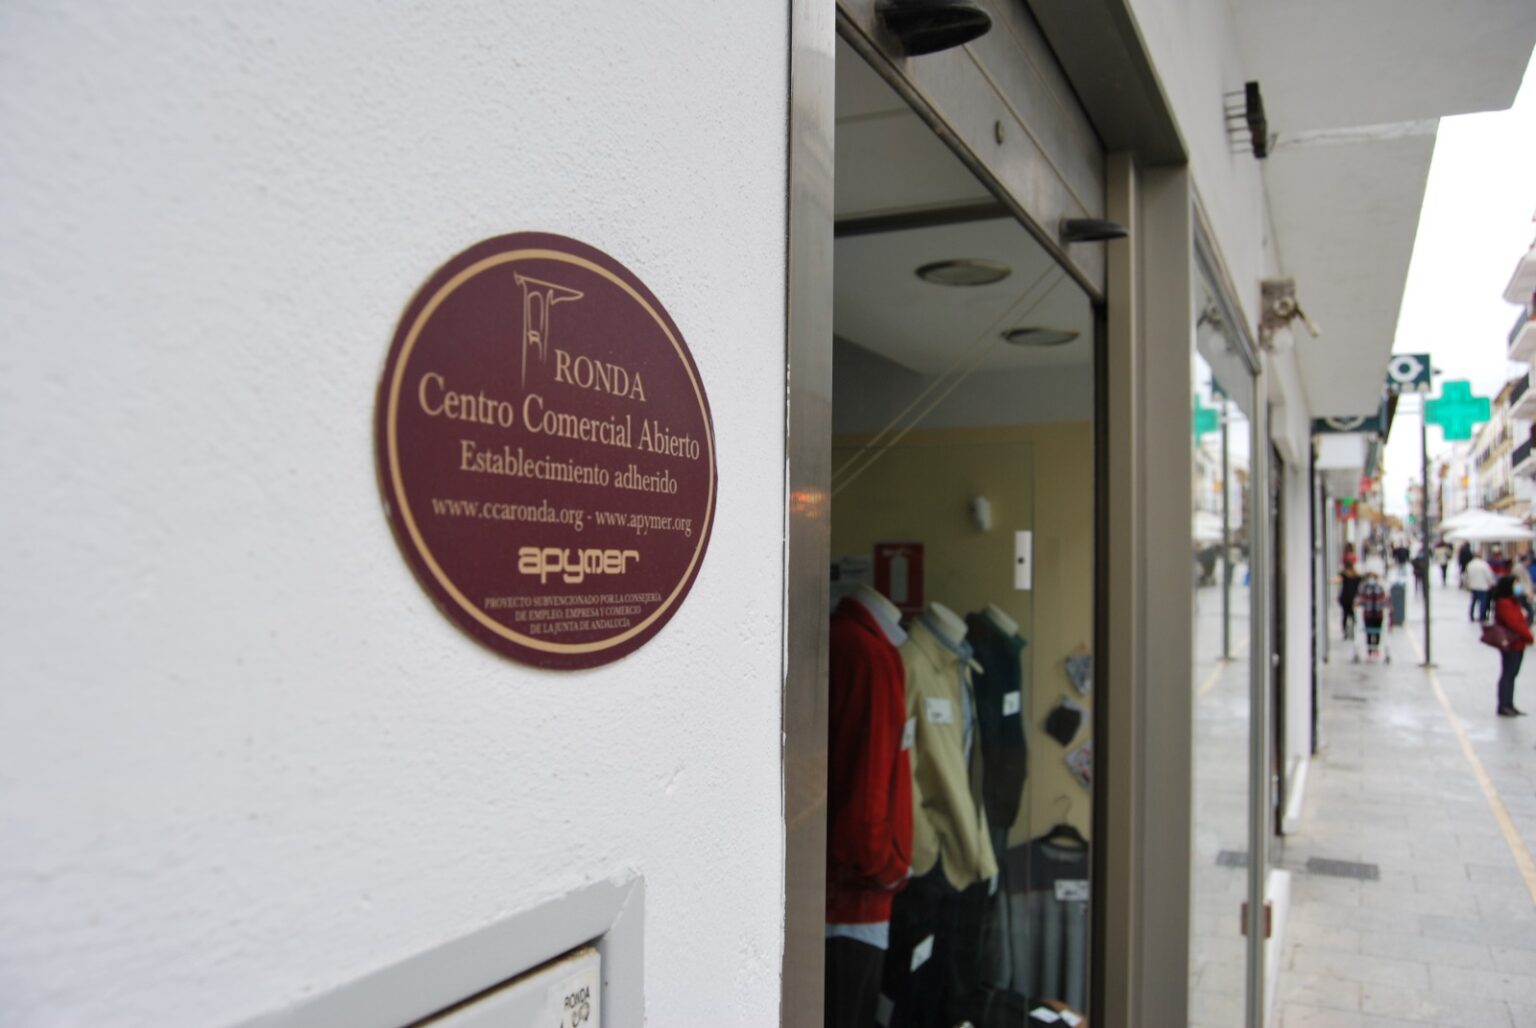 RONDA
Centro Comercial Abierto
Establecimiento adherido
www.ccaronda.org - www.apymer.org
apymer
PROYECTO SUBVENCIONADO POR LA CONSEJERÍA
DE EMPLEO, EMPRESA Y COMERCIO
DE LA JUNTA DE ANDALUCÍA
RONDA